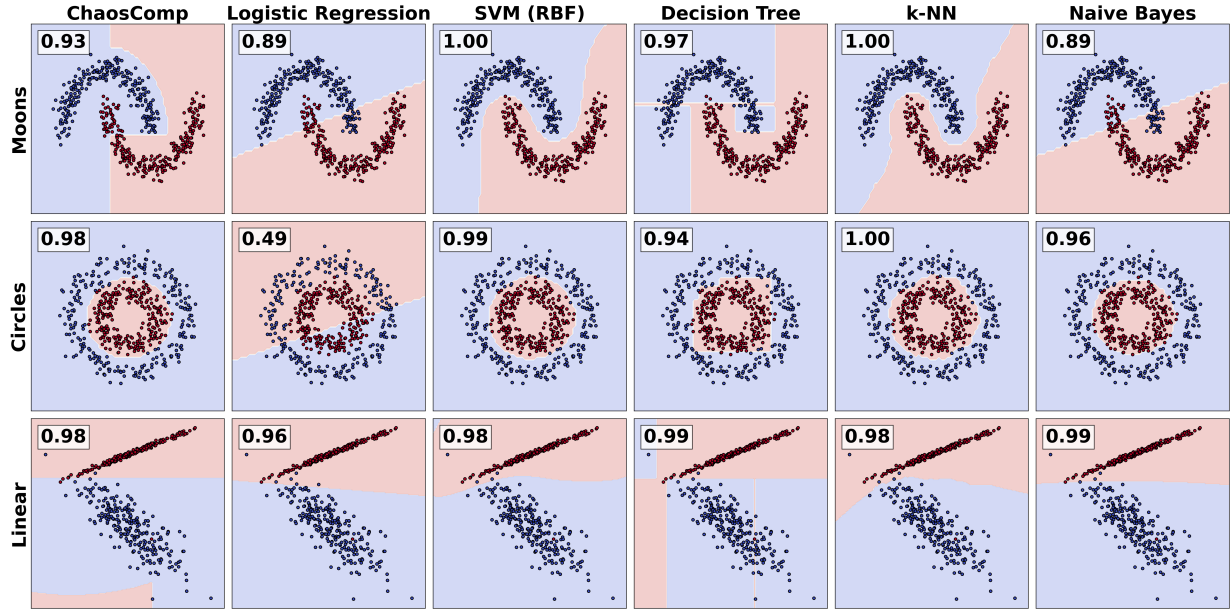 ChaosComp Logistic Regression SVM (RBF) Decision Tree k-NN Naive Bayes
Moons 0.93 0.89 1.00 0.97 1.00 0.89
Circles 0.98 0.49 0.99 0.94 1.00 0.96
Linear 0.98 0.96 0.98 0.99 0.98 0.99